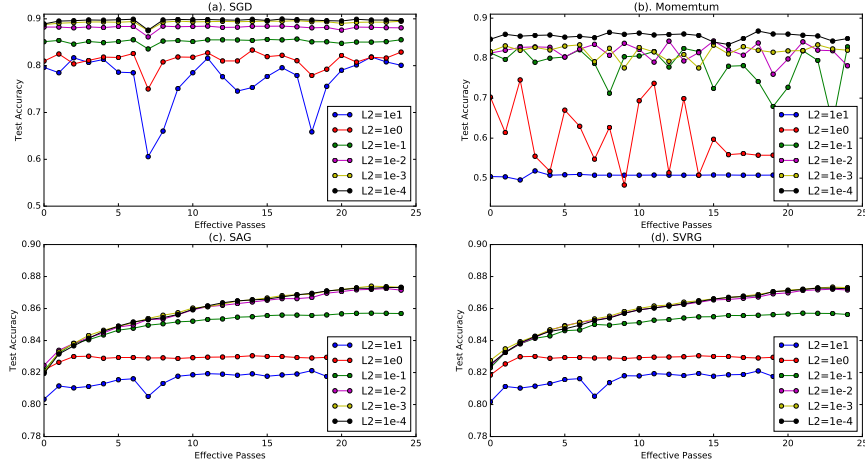 (a). SGD
0.9
0.8
0.7
0.6
0.5
Test Accuracy
L2=1e1
L2=1e0
L2=1e-1
L2=1e-2
L2=1e-3
L2=1e-4
0 5 10 15 20 25
Effective Passes
(b). Momemtum
0.9
0.8
0.7
0.6
0.5
Test Accuracy
L2=1e1
L2=1e0
L2=1e-1
L2=1e-2
L2=1e-3
L2=1e-4
0 5 10 15 20 25
Effective Passes
(c). SAG
0.90
0.88
0.86
0.84
0.82
0.80
0.78
Test Accuracy
L2=1e1
L2=1e0
L2=1e-1
L2=1e-2
L2=1e-3
L2=1e-4
0 5 10 15 20 25
Effective Passes
(d). SVRG
0.90
0.88
0.86
0.84
0.82
0.80
0.78
Test Accuracy
L2=1e1
L2=1e0
L2=1e-1
L2=1e-2
L2=1e-3
L2=1e-4
0 5 10 15 20 25
Effective Passes